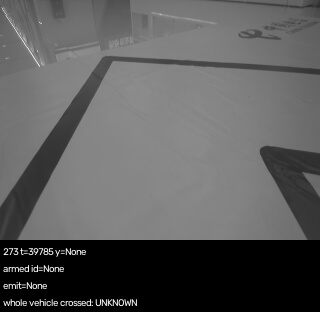 273 t=39785 y=None
armed id=None
emit=None
whole vehicle crossed: UNKNOWN